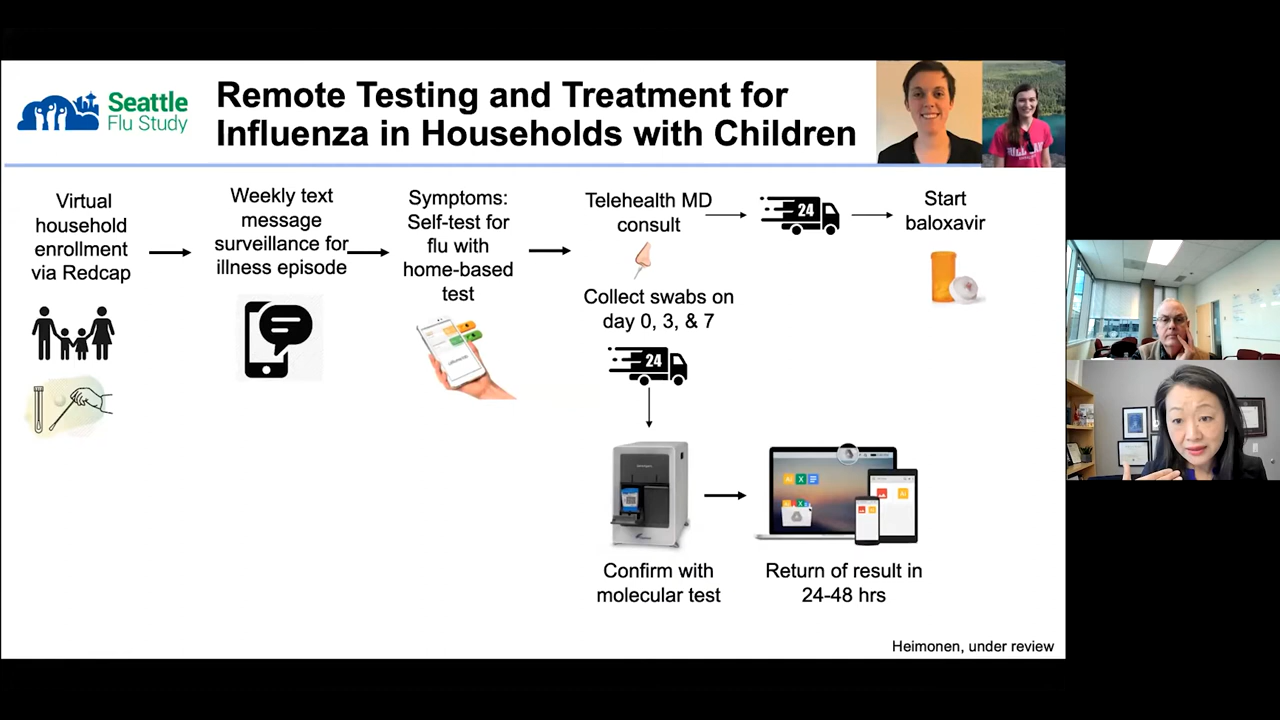 Seattle
Flu Study
Remote Testing and Treatment for
Influenza in Households with Children
Virtual
household
enrollment
via Redcap
Weekly text
message
surveillance for
illness episode
Symptoms:
Self-test for
flu with
home-based
test
Telehealth MD
consult
24
Start
baloxavir
Collect swabs on
day 0, 3, & 7
24
Confirm with
molecular test
Return of result in
24-48 hrs
Heimonen, under review